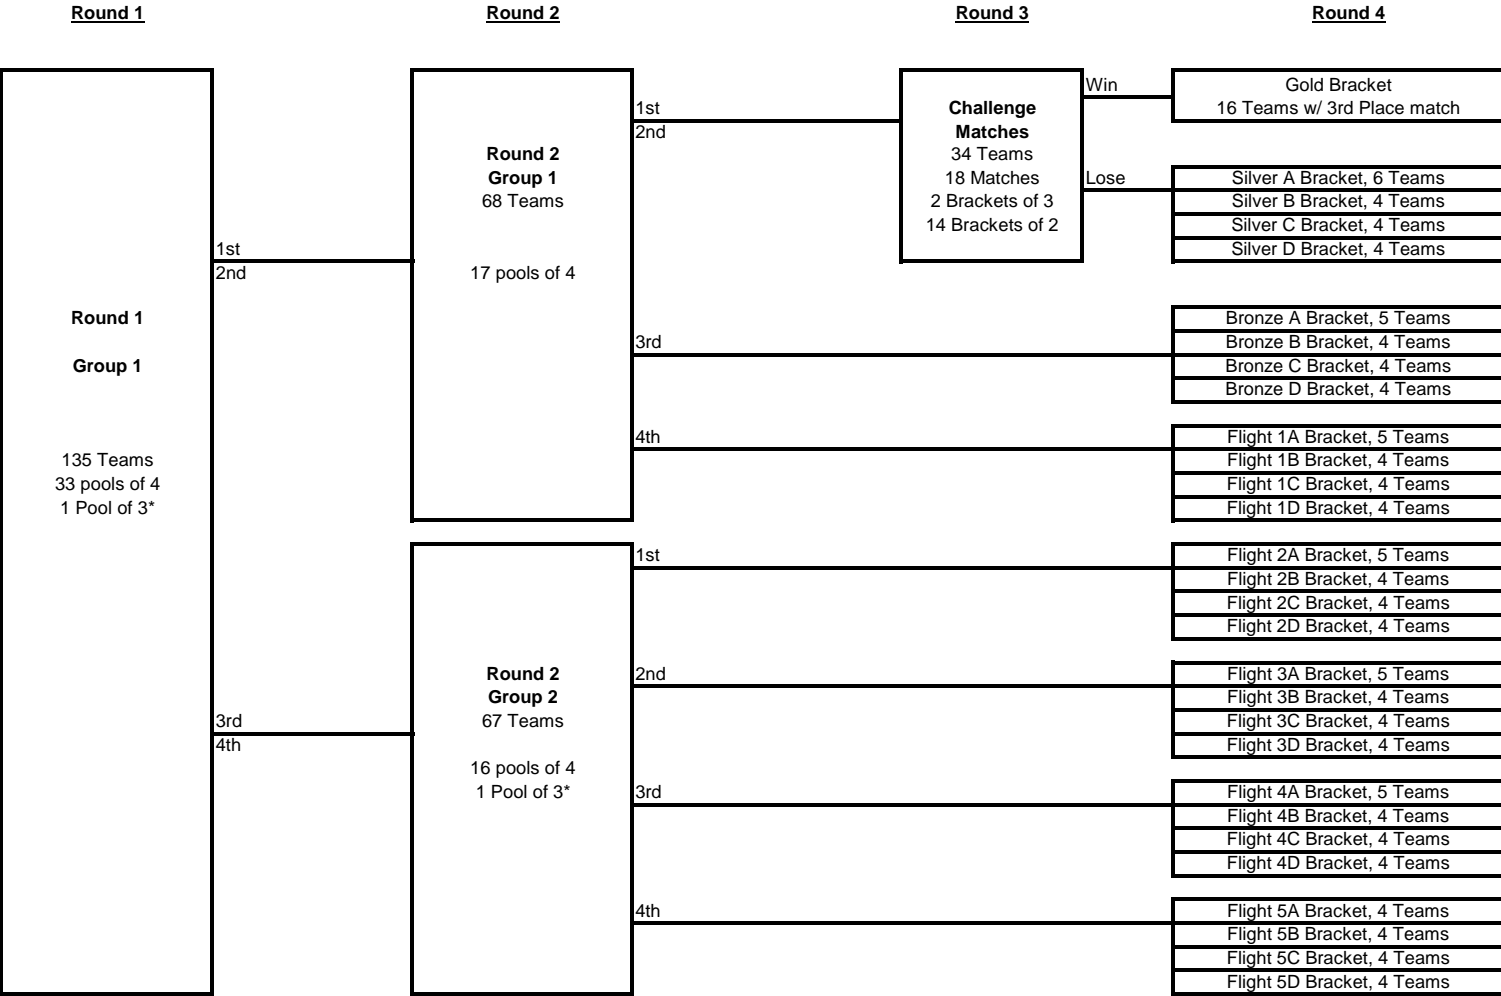 Round 1
Round 2
Round 3
Round 4
Round 1
Group 1
135 Teams
33 pools of 4
1 Pool of 3*
1st
2nd
3rd
4th
Round 2
Group 1
68 Teams
17 pools of 4
1st
2nd
3rd
4th
Round 2
Group 2
67 Teams
16 pools of 4
1 Pool of 3*
1st
2nd
3rd
4th
Challenge
Matches
34 Teams
18 Matches
2 Brackets of 3
14 Brackets of 2
Win
Lose
Gold Bracket
16 Teams w/ 3rd Place match
Silver A Bracket, 6 Teams
Silver B Bracket, 4 Teams
Silver C Bracket, 4 Teams
Silver D Bracket, 4 Teams
Bronze A Bracket, 5 Teams
Bronze B Bracket, 4 Teams
Bronze C Bracket, 4 Teams
Bronze D Bracket, 4 Teams
Flight 1A Bracket, 5 Teams
Flight 1B Bracket, 4 Teams
Flight 1C Bracket, 4 Teams
Flight 1D Bracket, 4 Teams
Flight 2A Bracket, 5 Teams
Flight 2B Bracket, 4 Teams
Flight 2C Bracket, 4 Teams
Flight 2D Bracket, 4 Teams
Flight 3A Bracket, 5 Teams
Flight 3B Bracket, 4 Teams
Flight 3C Bracket, 4 Teams
Flight 3D Bracket, 4 Teams
Flight 4A Bracket, 5 Teams
Flight 4B Bracket, 4 Teams
Flight 4C Bracket, 4 Teams
Flight 4D Bracket, 4 Teams
Flight 5A Bracket, 4 Teams
Flight 5B Bracket, 4 Teams
Flight 5C Bracket, 4 Teams
Flight 5D Bracket, 4 Teams